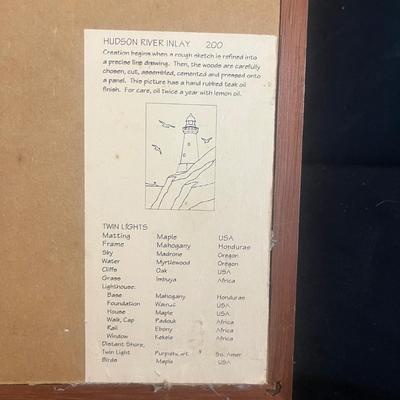 HUDSON RIVER INLAY 200
Creation begins when a rough sketch is refined into
a precise line drawing. Then, the woods are carefully
chosen, cut, assembled, cemented and pressed onto
a panel. This picture has a hand rubbed teak oil
finish. For care, oil twice a year with lemon oil.
TWIN LIGHTS
Matting Maple USA
Frame Mahogany Honduras
Sky Madrone Oregon
Water Myrtlewood Oregon
Cliffs Oak USA
Grass Imbuya Africa
Lighthouse:
Base Mahogany Honduras
Foundation Walnut USA
House Maple USA
Walk, Cap Padouk Africa
Rail Ebony Africa
Window Kakela Africa
Distant Shore,
Twin Light Purpleheart So. Amer
Birds Maple USA